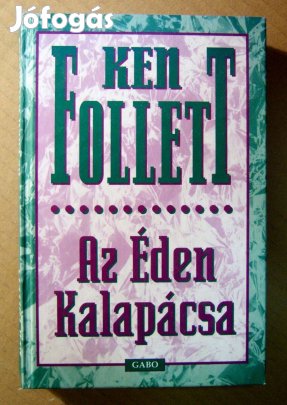 Jófogás
KEN
FOLLETT
Az Éden
Kalapácsa
GABO